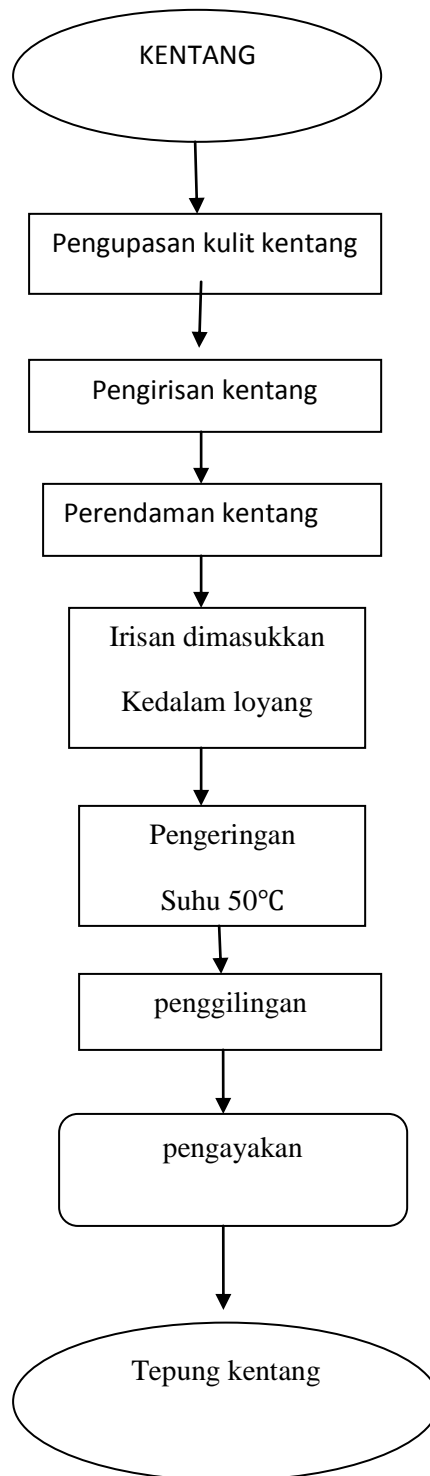 KENTANG
Pengupasan kulit kentang
Pengirisan kentang
Perendaman kentang
Irisan dimasukkan
Kedalam loyang
Pengeringan
Suhu 50℃
penggilingan
pengayakan
Tepung kentang